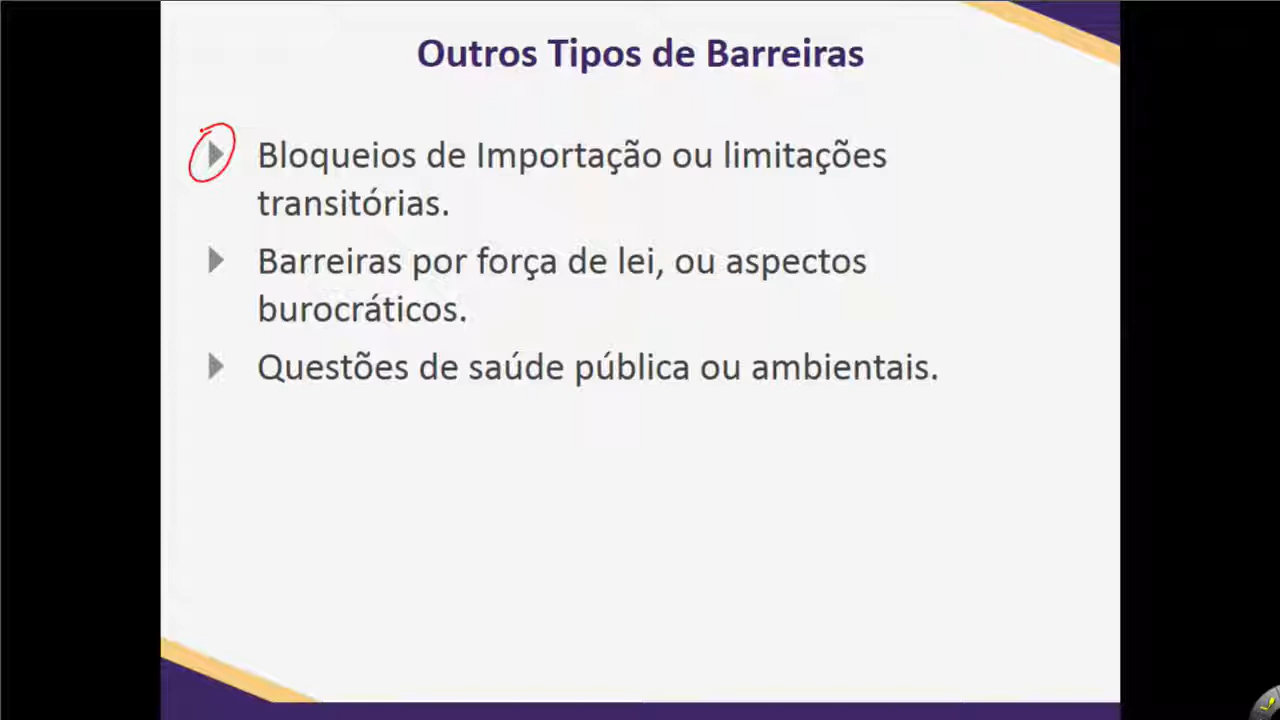 Outros Tipos de Barreiras
Bloqueios de Importação ou limitações
transitórias.
Barreiras por força de lei, ou aspectos
burocráticos.
Questões de saúde pública ou ambientais.